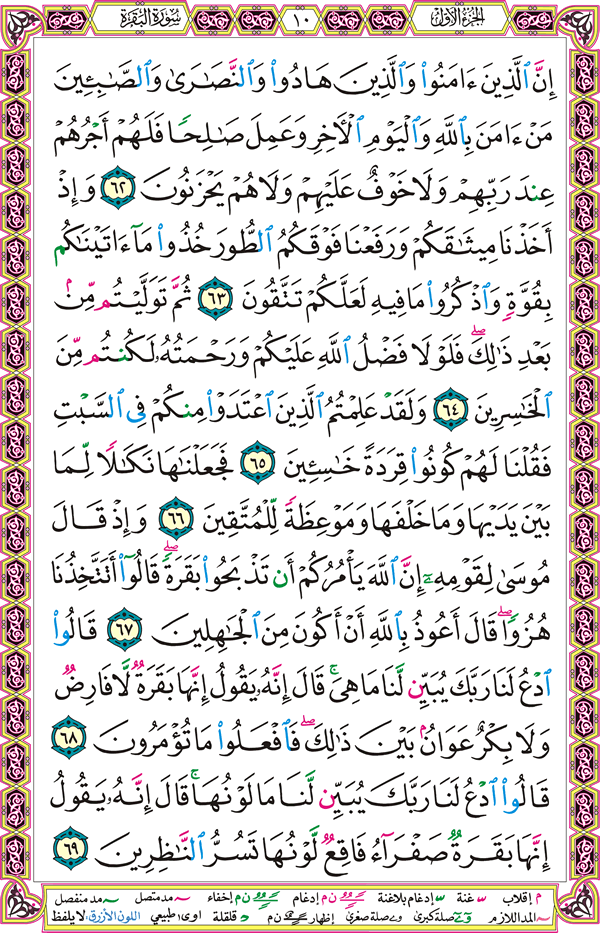 الجزء الأول
١٠
سورة البقرة
إِنَّ ٱلَّذِينَ ءَامَنُوا۟ وَٱلَّذِينَ هَادُوا۟ وَٱلنَّصَـٰرَىٰ وَٱلصَّـٰبِـِٔينَ
مَنْ ءَامَنَ بِٱللَّهِ وَٱلْيَوْمِ ٱلْـَٔاخِرِ وَعَمِلَ صَـٰلِحًا فَلَهُمْ أَجْرُهُمْ
عِندَ رَبِّهِمْ وَلَا خَوْفٌ عَلَيْهِمْ وَلَا هُمْ يَحْزَنُونَ ٦٢ وَإِذْ
أَخَذْنَا مِيثَـٰقَكُمْ وَرَفَعْنَا فَوْقَكُمُ ٱلطُّورَ خُذُوا۟ مَآ ءَاتَيْنَـٰكُم
بِقُوَّةٍ وَٱذْكُرُوا۟ مَا فِيهِ لَعَلَّكُمْ تَتَّقُونَ ٦٣ ثُمَّ تَوَلَّيْتُم مِّنۢ
بَعْدِ ذَٰلِكَ ۖ فَلَوْلَا فَضْلُ ٱللَّهِ عَلَيْكُمْ وَرَحْمَتُهُۥ لَكُنتُم مِّنَ
ٱلْخَـٰسِرِينَ ٦٤ وَلَقَدْ عَلِمْتُمُ ٱلَّذِينَ ٱعْتَدَوْا۟ مِنكُمْ فِى ٱلسَّبْتِ
فَقُلْنَا لَهُمْ كُونُوا۟ قِرَدَةً خَـٰسِـِٔينَ ٦٥ فَجَعَلْنَـٰهَا نَكَـٰلًا لِّمَا
بَيْنَ يَدَيْهَا وَمَا خَلْفَهَا وَمَوْعِظَةً لِّلْمُتَّقِينَ ٦٦ وَإِذْ قَالَ
مُوسَىٰ لِقَوْمِهِۦٓ إِنَّ ٱللَّهَ يَأْمُرُكُمْ أَن تَذْبَحُوا۟ بَقَرَةً ۖ قَالُوٓا۟ أَتَتَّخِذُنَا
هُزُوًا ۖ قَالَ أَعُوذُ بِٱللَّهِ أَنْ أَكُونَ مِنَ ٱلْجَـٰهِلِينَ ٦٧ قَالُوا۟
ٱدْعُ لَنَا رَبَّكَ يُبَيِّن لَّنَا مَا هِىَ ۚ قَالَ إِنَّهُۥ يَقُولُ إِنَّهَا بَقَرَةٌ لَّا فَارِضٌ
وَلَا بِكْرٌ عَوَانٌۢ بَيْنَ ذَٰلِكَ ۖ فَٱفْعَلُوا۟ مَا تُؤْمَرُونَ ٦٨
قَالُوا۟ ٱدْعُ لَنَا رَبَّكَ يُبَيِّن لَّنَا مَا لَوْنُهَا ۚ قَالَ إِنَّهُۥ يَقُولُ
إِنَّهَا بَقَرَةٌ صَفْرَآءُ فَاقِعٌ لَّوْنُهَا تَسُرُّ ٱلنَّـٰظِرِينَ ٦٩
م إقلاب غنة إدغام بلاغنة ن م إدغام ن م إخفاء مد متصل مد منفصل
المد اللازم صلة كبرى صلة صغرى إظهار ن م قلقلة اوى طبيعي اللون الأزرق: لا يلفظ